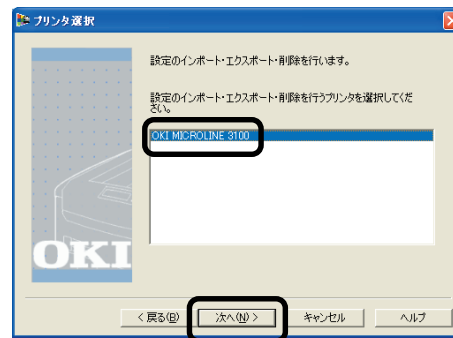 プリンタ選択
設定のインポート・エクスポート・削除を行います。
設定のインポート・エクスポート・削除を行うプリンタを選択してくだ
さい。
OKI MICROLINE 3100
OKI
< 戻る(B)
次へ(N) >
キャンセル
ヘルプ